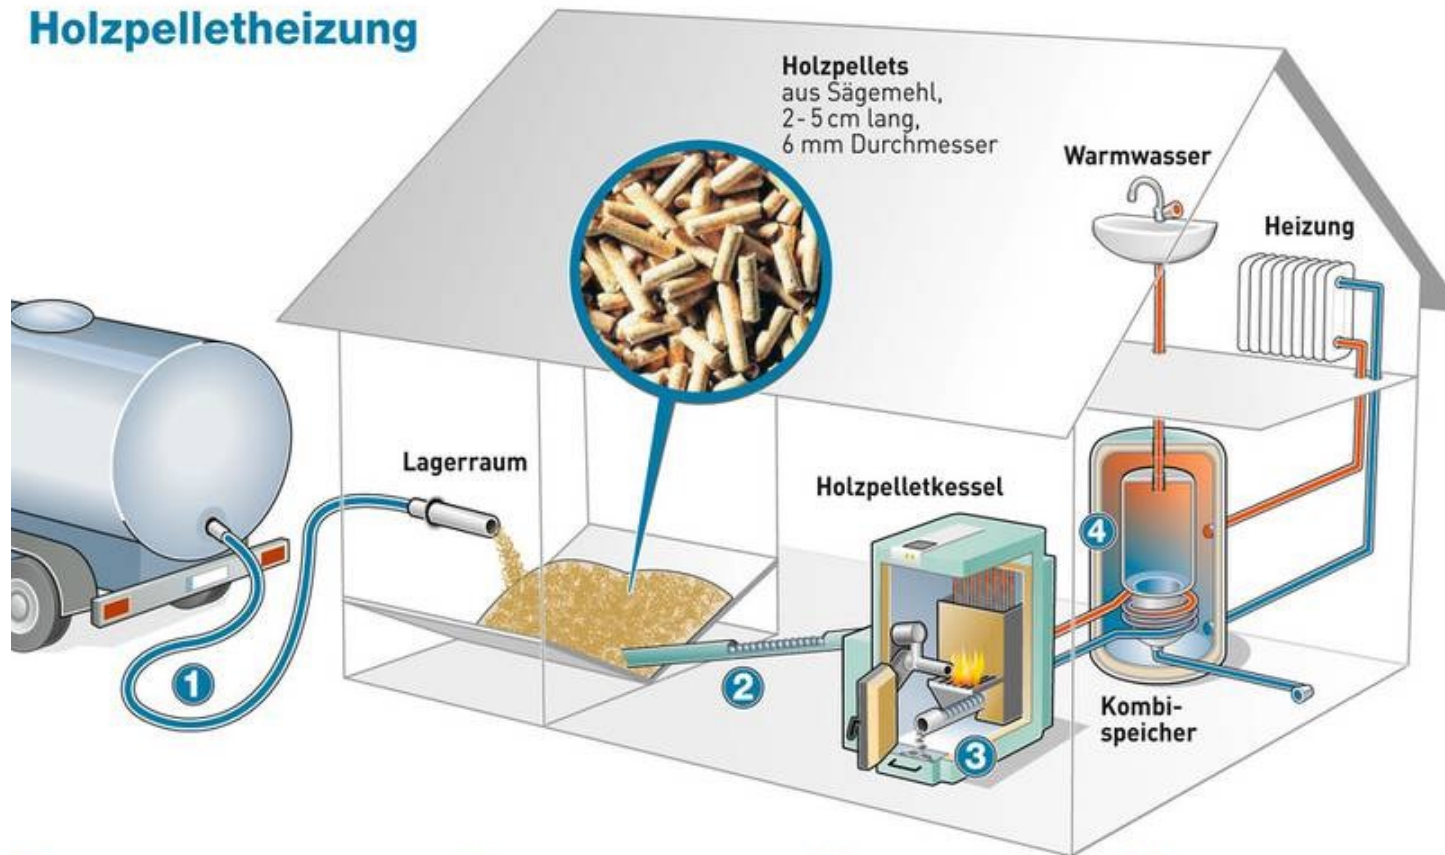 Holzpelletheizung
Holzpellets
aus Sägemehl,
2-5 cm lang,
6 mm Durchmesser
Warmwasser
Heizung
Lagerraum
Holzpelletkessel
4
1
2
3
Kombi-
speicher